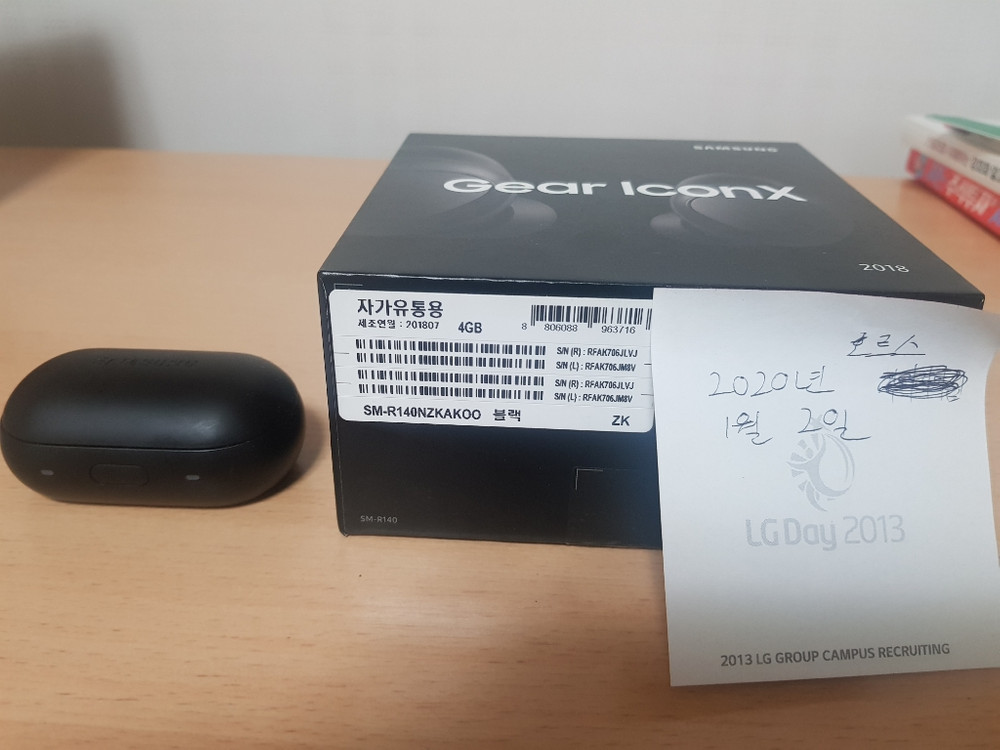 SAMSUNG
Gear IconX
2018
자가유통용
제조연월 : 201807 4GB
8 806088 963716
S/N (R) : RFAK706JLVJ
S/N (L) : RFAK706JM8V
S/N (R) : RFAK706JLVJ
S/N (L) : RFAK706JM8V
SM-R140NZKAKOO 블랙 ZK
SM-R140
2020년
1월 2일
LG Day 2013
2013 LG GROUP CAMPUS RECRUITING